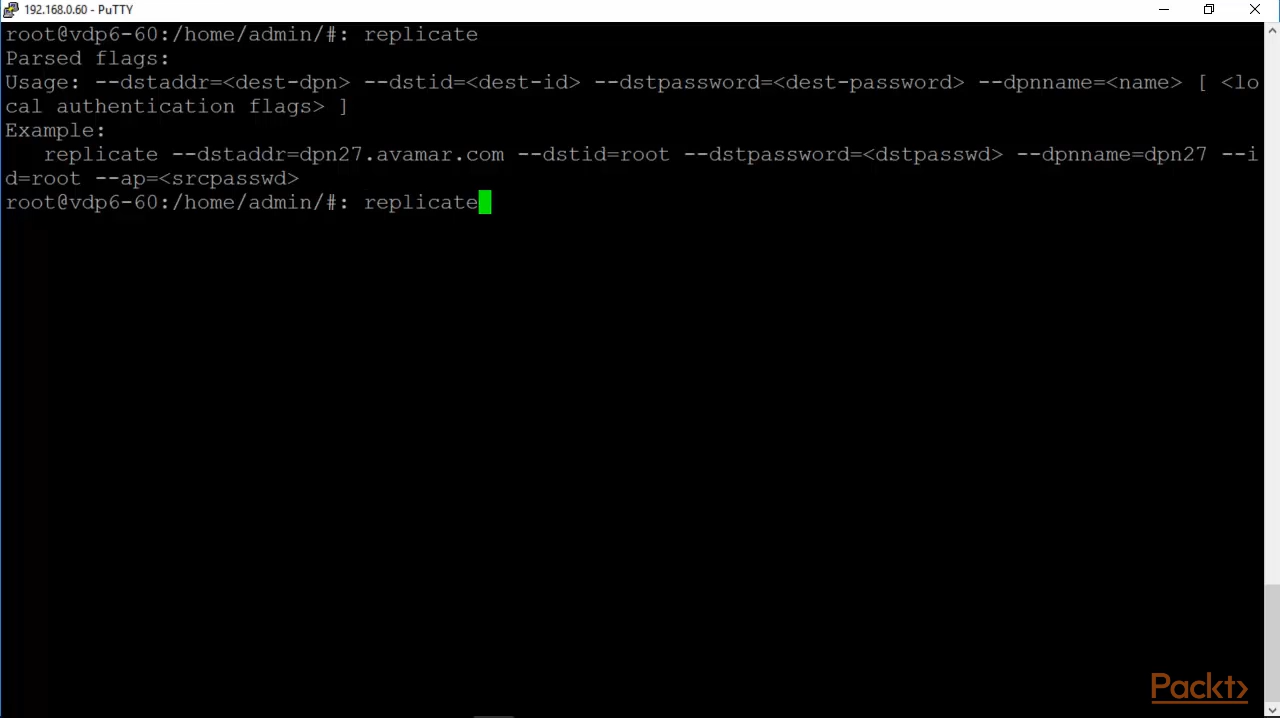 192.168.0.60 - PuTTY
root@vdp6-60:/home/admin/#: replicate
Parsed flags:
Usage: --dstaddr=<dest-dpn> --dstid=<dest-id> --dstpassword=<dest-password> --dpnname=<name> [ <lo
cal authentication flags> ]
Example:
   replicate --dstaddr=dpn27.avamar.com --dstid=root --dstpassword=<dstpasswd> --dpnname=dpn27 --i
d=root --ap=<srcpasswd>
root@vdp6-60:/home/admin/#: replicate
Packt>